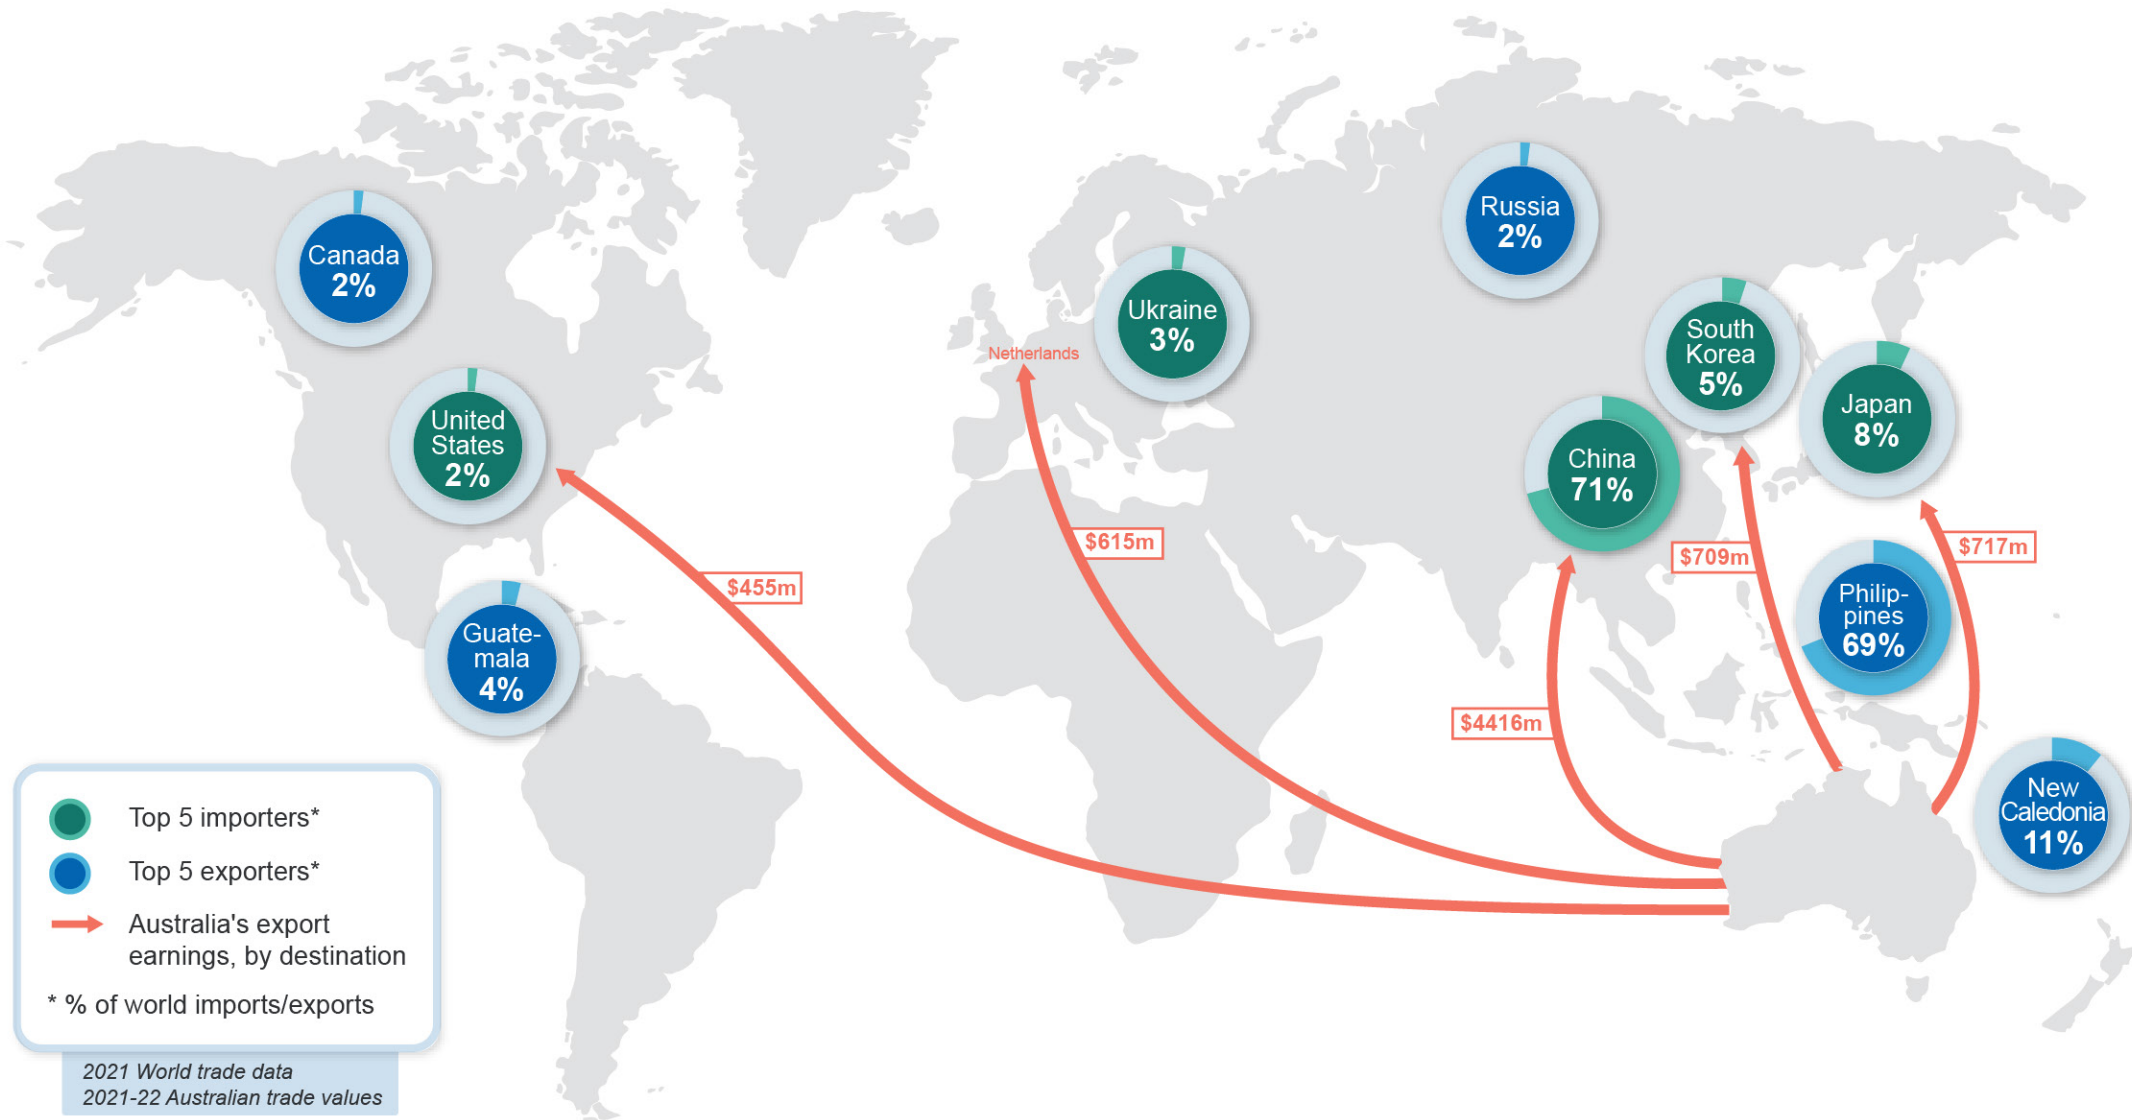 Canada
2%
United
States
2%
Guate-
mala
4%
Netherlands
Ukraine
3%
Russia
2%
South
Korea
5%
Japan
8%
China
71%
Philip-
pines
69%
New
Caledonia
11%
$455m
$615m
$4416m
$709m
$717m
Top 5 importers*
Top 5 exporters*
Australia's export
earnings, by destination
* % of world imports/exports
2021 World trade data
2021-22 Australian trade values